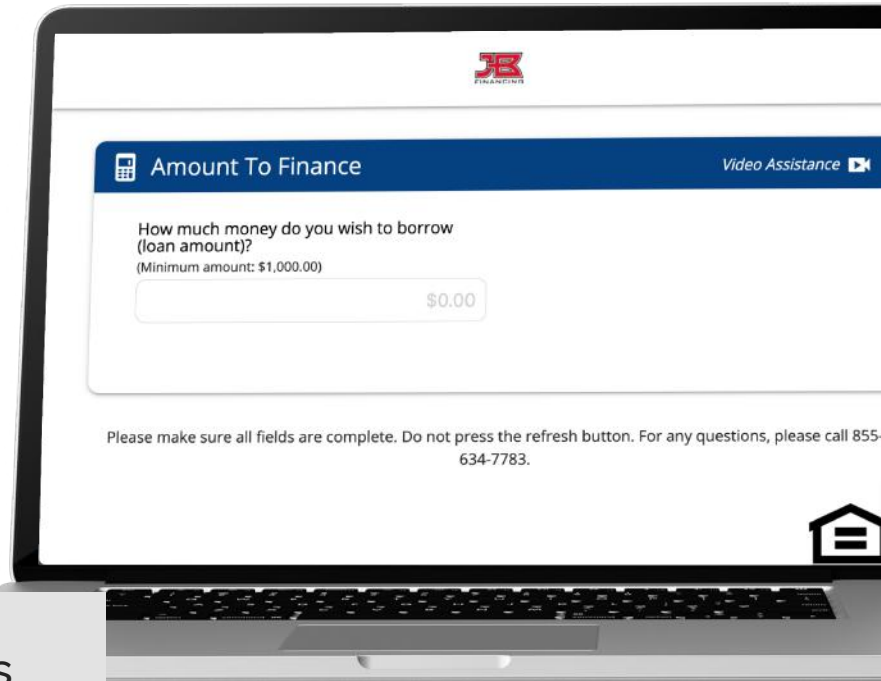 JB
FINANCING
Amount To Finance
Video Assistance
How much money do you wish to borrow
(loan amount)?
(Minimum amount: $1,000.00)
$0.00
Please make sure all fields are complete. Do not press the refresh button. For any questions, please call 855-
634-7783.
s